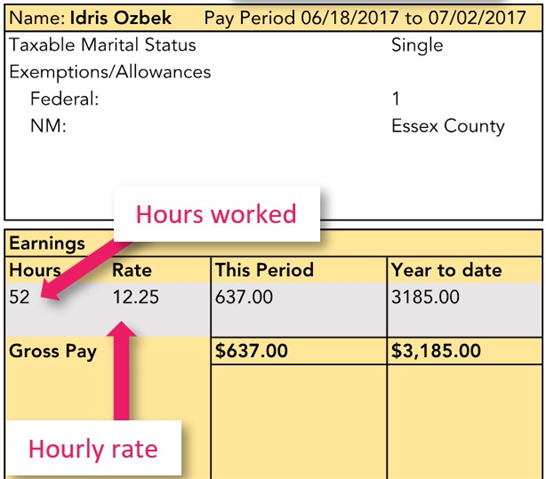 Name: Idris Ozbek Pay Period 06/18/2017 to 07/02/2017
Taxable Marital Status Single
Exemptions/Allowances
Federal: 1
NM: Essex County
Hours worked
Earnings
Hours Rate This Period Year to date
52 12.25 637.00 3185.00
Gross Pay $637.00 $3,185.00
Hourly rate